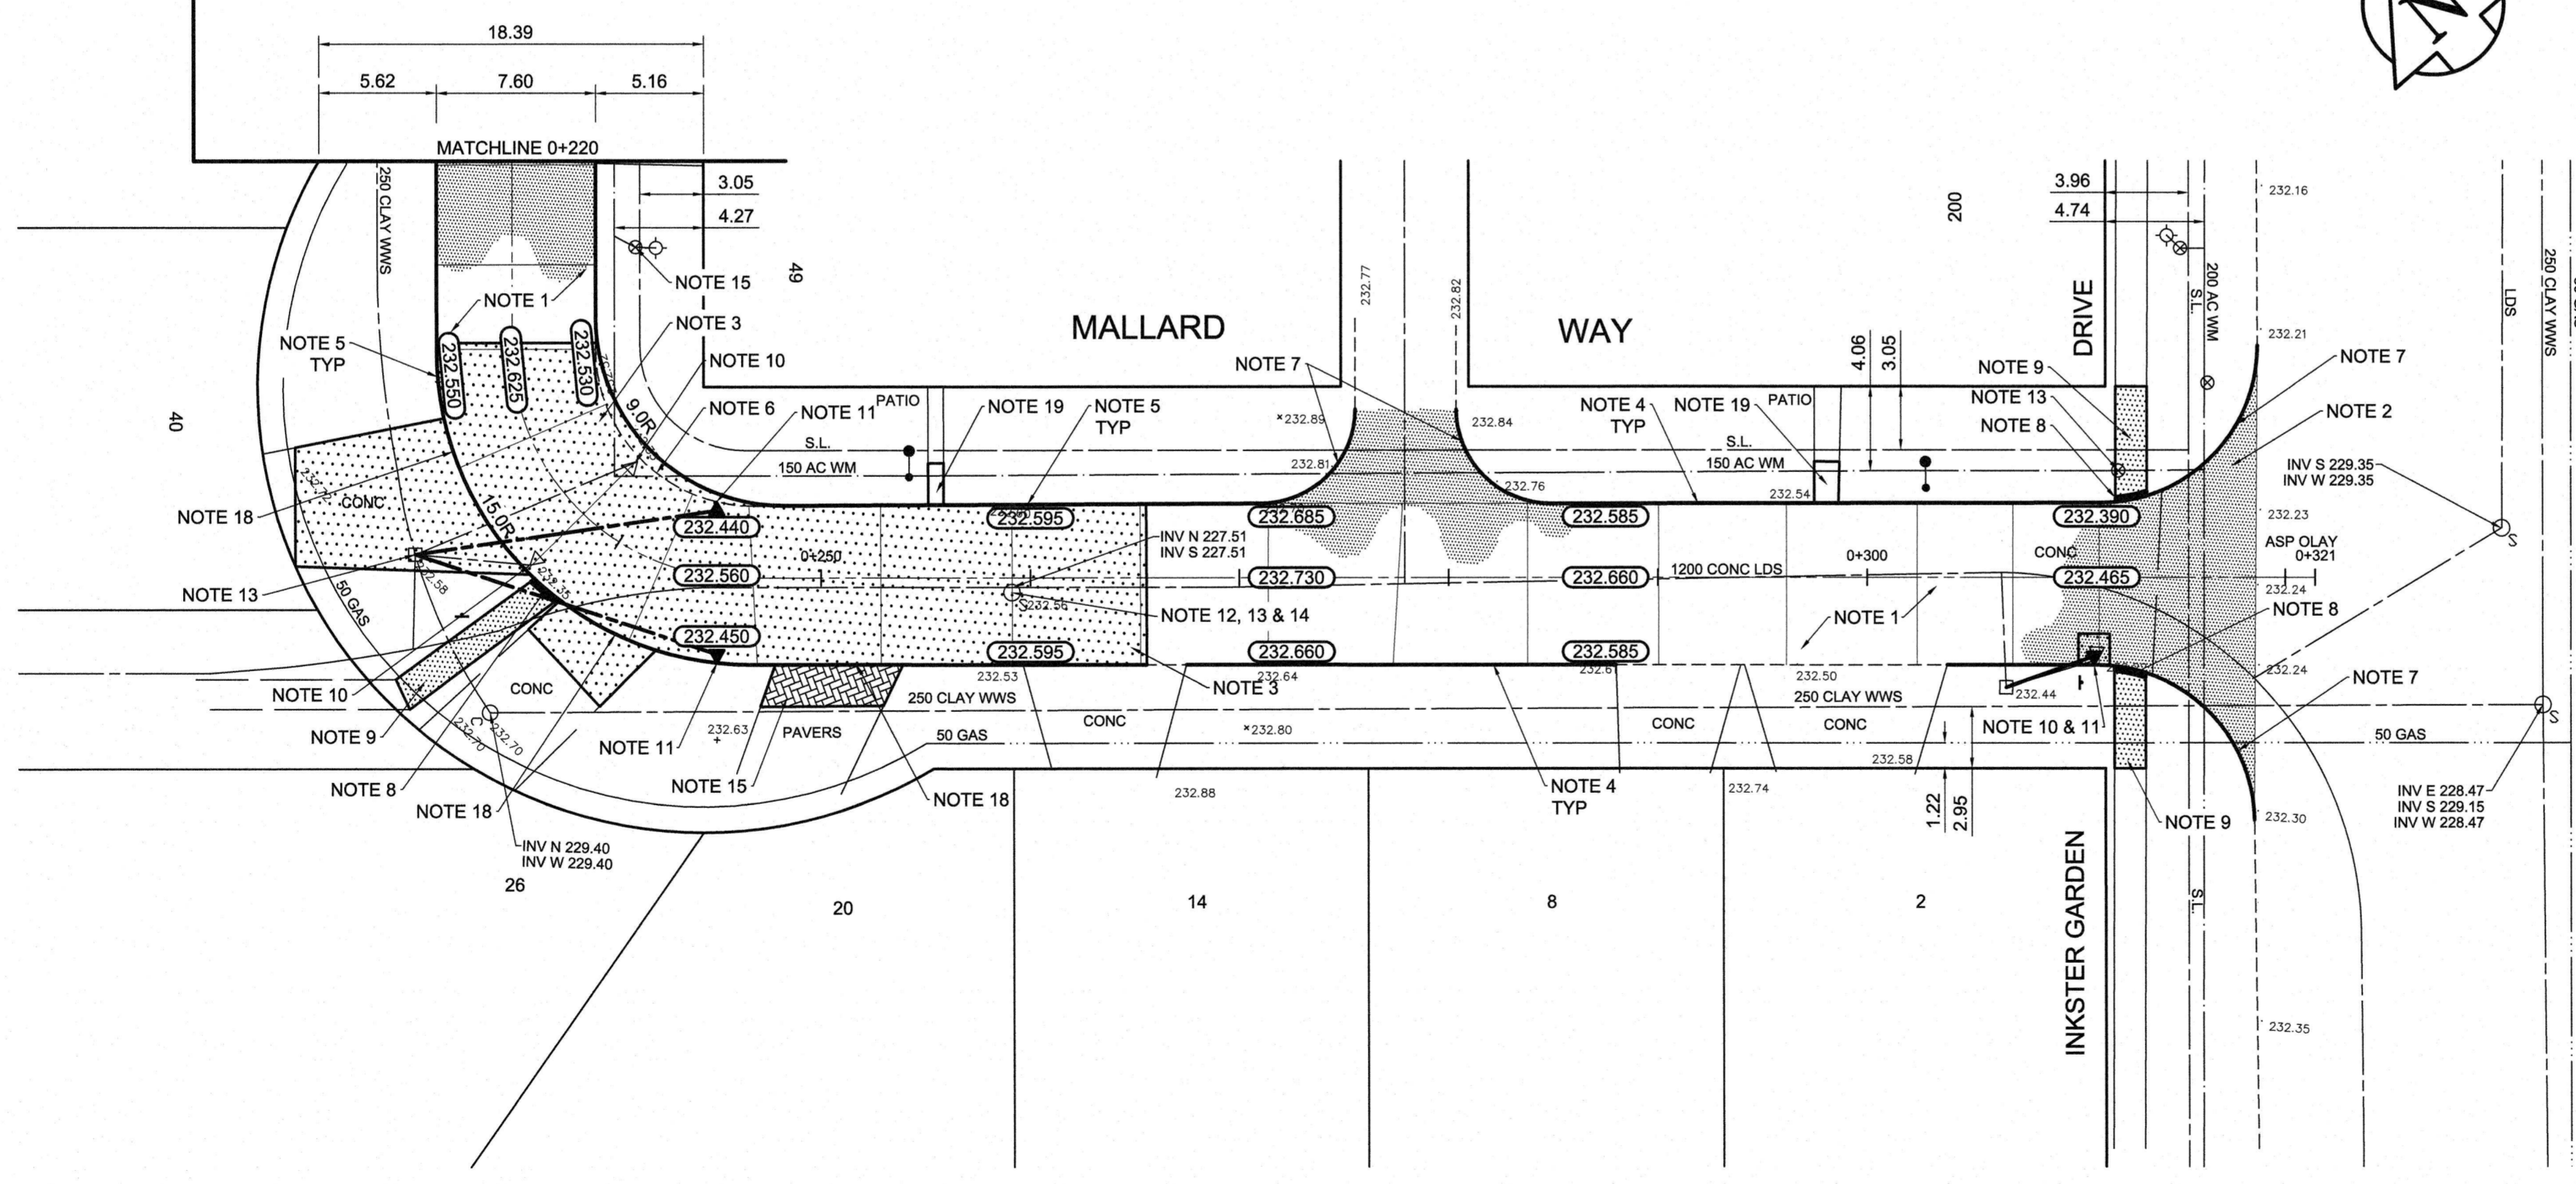 18.39
5.62
7.60
5.16
N
MATCHLINE 0+220
250 CLAY WWS
3.05
4.27
NOTE 15
49
NOTE 1
NOTE 3
NOTE 5
TYP
NOTE 10
232.550
232.625
232.530
9.0R
NOTE 6
NOTE 11
40
MALLARD
WAY
200
DRIVE
3.96
4.74
232.16
200 AC WM
S.L.
LDS
250 CLAY WWS
232.77
232.82
232.21
NOTE 7
4.06
3.05
NOTE 9
NOTE 7
PATIO
NOTE 19
NOTE 5
TYP
232.89
232.84
NOTE 4
TYP
NOTE 19
PATIO
NOTE 13
NOTE 2
NOTE 8
S.L.
150 AC WM
232.81
232.76
S.L.
150 AC WM
232.54
INV S 229.35
INV W 229.35
232.72
CONC
15.0R
NOTE 18
232.440
232.595
232.685
232.585
232.390
232.23
INV N 227.51
INV S 227.51
0+250
0+300
CONC
ASP OLAY
0+321
S
232.58
232.35
232.560
232.730
232.660
1200 CONC LDS
232.465
232.24
NOTE 13
50 GAS
S
232.56
NOTE 12, 13 & 14
NOTE 1
NOTE 8
232.450
232.595
232.660
232.585
232.24
NOTE 10
CONC
232.53
NOTE 3
232.64
232.61
232.50
232.44
NOTE 7
250 CLAY WWS
250 CLAY WWS
S
NOTE 9
C
232.70
232.70
NOTE 11
232.63
PAVERS
CONC
232.80
CONC
CONC
NOTE 10 & 11
50 GAS
50 GAS
232.58
NOTE 8
NOTE 15
NOTE 18
NOTE 18
232.88
NOTE 4
TYP
232.74
1.22
2.95
NOTE 9
232.30
INV E 228.47
INV S 229.15
INV W 228.47
INV N 229.40
INV W 229.40
26
20
14
8
2
INKSTER GARDEN
S.L.
232.35